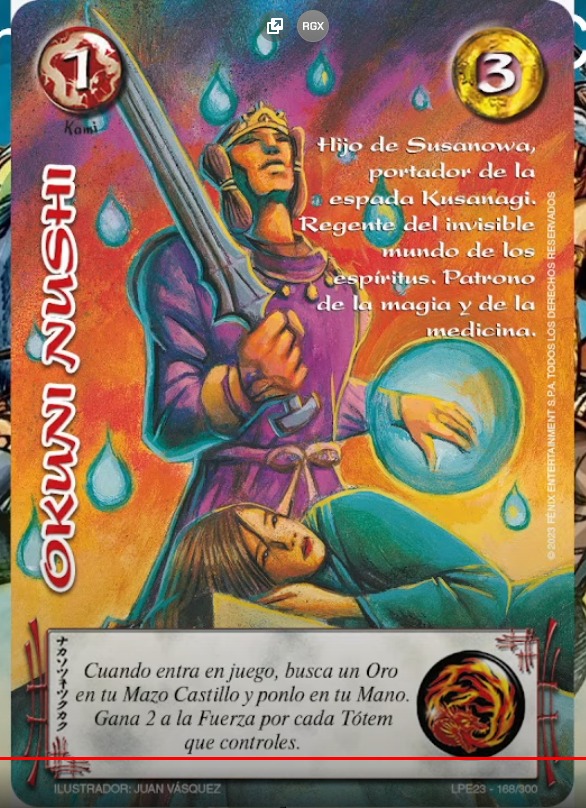 RGX
1
Kami
3
OKUNI NUSHI
Hijo de Susanowa,
portador de la
espada Kusanagi.
Regente del invisible
mundo de los
espíritus. Patrono
de la magia y de la
medicina.
©2023 FÉNIX ENTERTAINMENT S.P.A. TODOS LOS DERECHOS RESERVADOS
Cuando entra en juego, busca un Oro
en tu Mazo Castillo y ponlo en tu Mano.
Gana 2 a la Fuerza por cada Tótem
que controles.
ILUSTRADOR: JUAN VÁSQUEZ
LPE23 - 168/300